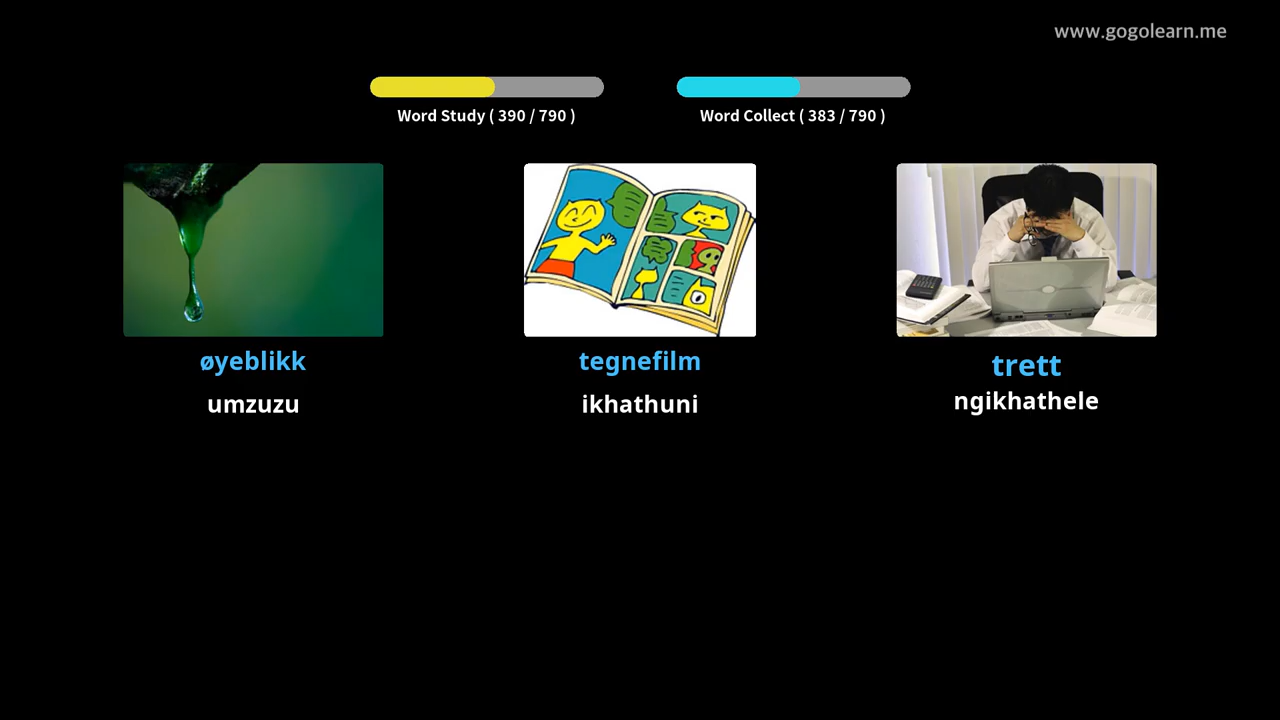 www.gogolearn.me
Word Study ( 390 / 790 )
Word Collect ( 383 / 790 )
øyeblikk
umzuzu
tegnefilm
ikhathuni
trett
ngikhathele